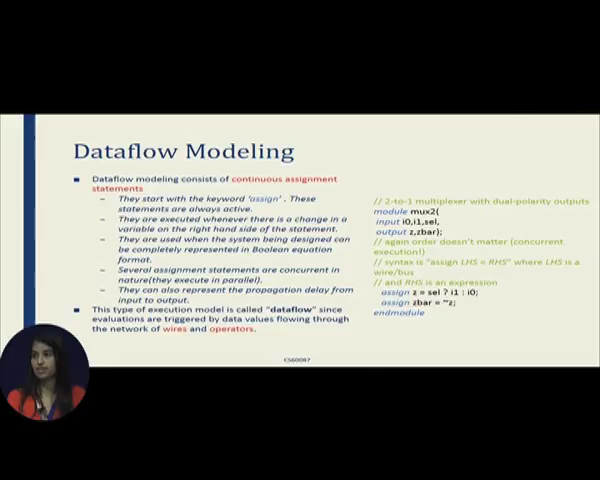 Dataflow Modeling
Dataflow modeling consists of continuous assignment
statements
– They start with the keyword 'assign' . These
statements are always active.
– They are executed whenever there is a change in a
variable on the right hand side of the statement.
– They are used when the system being designed can
be completely represented in Boolean equation
format.
– Several assignment statements are concurrent in
nature(they execute in parallel).
– They can also represent the propagation delay from
input to output.
This type of execution model is called "dataflow" since
evaluations are triggered by data values flowing through
the network of wires and operators.
// 2-to-1 multiplexer with dual-polarity outputs
module mux2(
input i0,i1,sel,
output z,zbar);
// again order doesn't matter (concurrent
execution!)
// syntax is "assign LHS = RHS" where LHS is a
wire/bus
// and RHS is an expression
assign z = sel ? i1 : i0;
assign zbar = ~z;
endmodule
CS60087